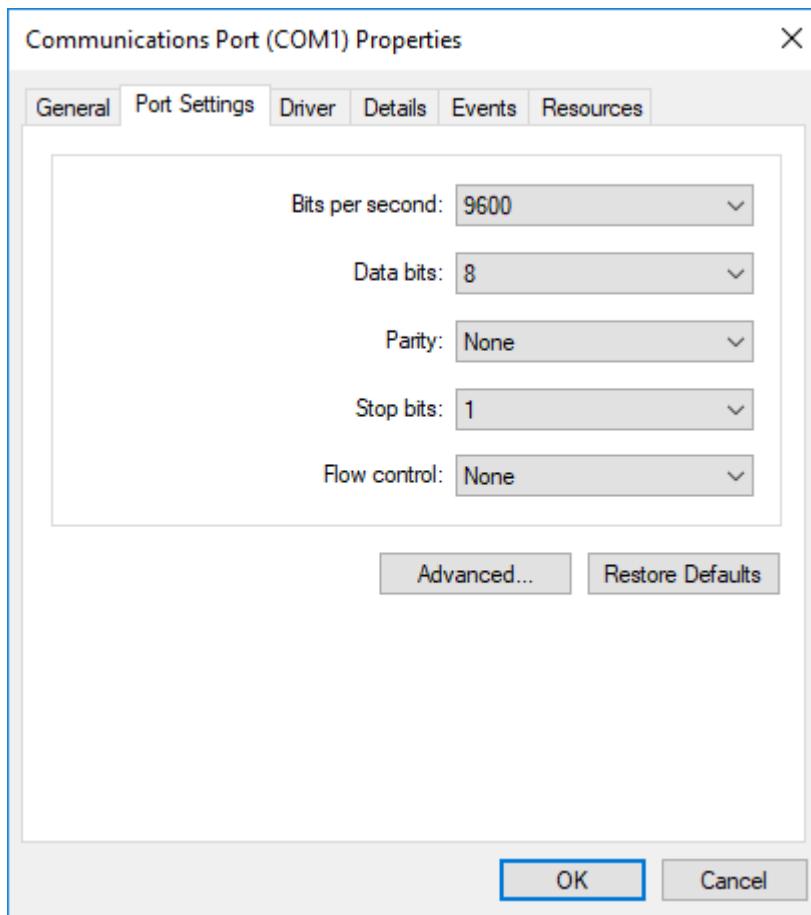 Communications Port (COM1) Properties
General Port Settings Driver Details Events Resources
Bits per second: 9600
Data bits: 8
Parity: None
Stop bits: 1
Flow control: None
Advanced... Restore Defaults
OK Cancel